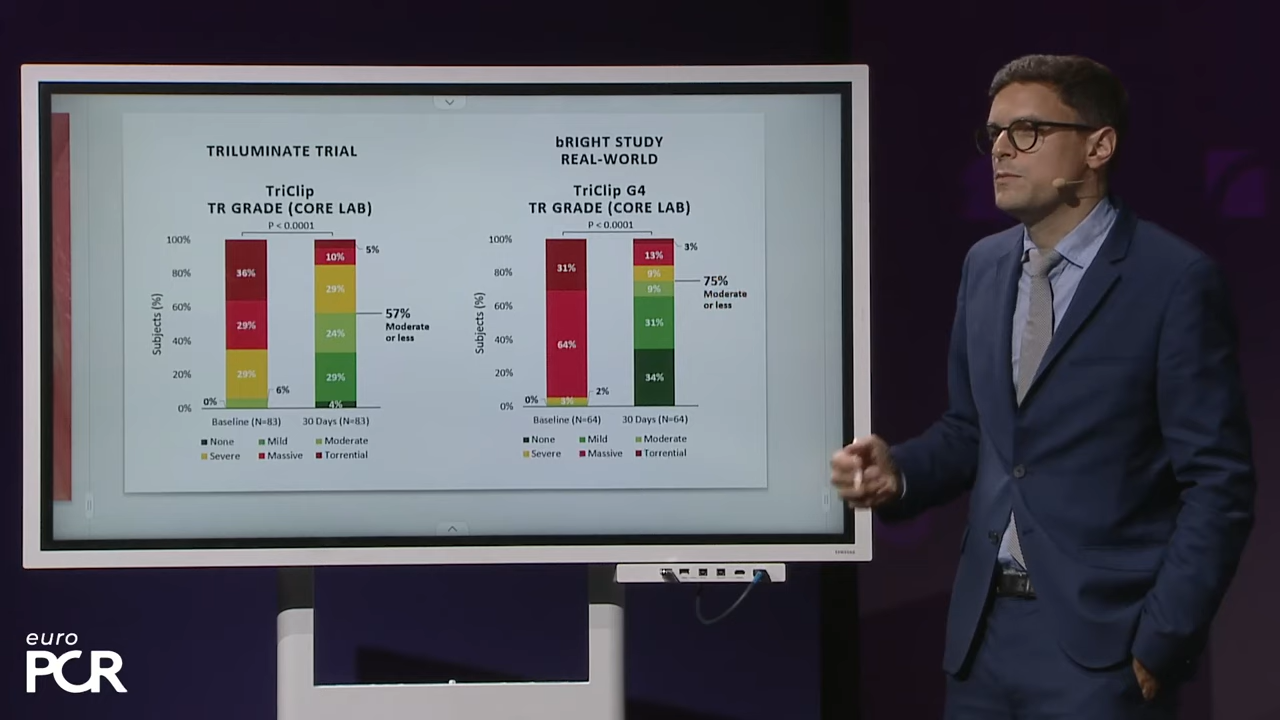 TRILUMINATE TRIAL
TriClip
TR GRADE (CORE LAB)
P < 0.0001
100%
80%
60%
40%
20%
0%
Subjects (%)
36%
29%
29%
6%
0%
5%
10%
29%
24%
29%
4%
57%
Moderate
or less
Baseline (N=83)
30 Days (N=83)
None
Mild
Moderate
Severe
Massive
Torrential
bRIGHT STUDY
REAL-WORLD
TriClip G4
TR GRADE (CORE LAB)
P < 0.0001
100%
80%
60%
40%
20%
0%
Subjects (%)
31%
64%
3%
2%
0%
3%
13%
9%
9%
31%
34%
75%
Moderate
or less
Baseline (N=64)
30 Days (N=64)
None
Mild
Moderate
Severe
Massive
Torrential
SAMSUNG
euro
PCR